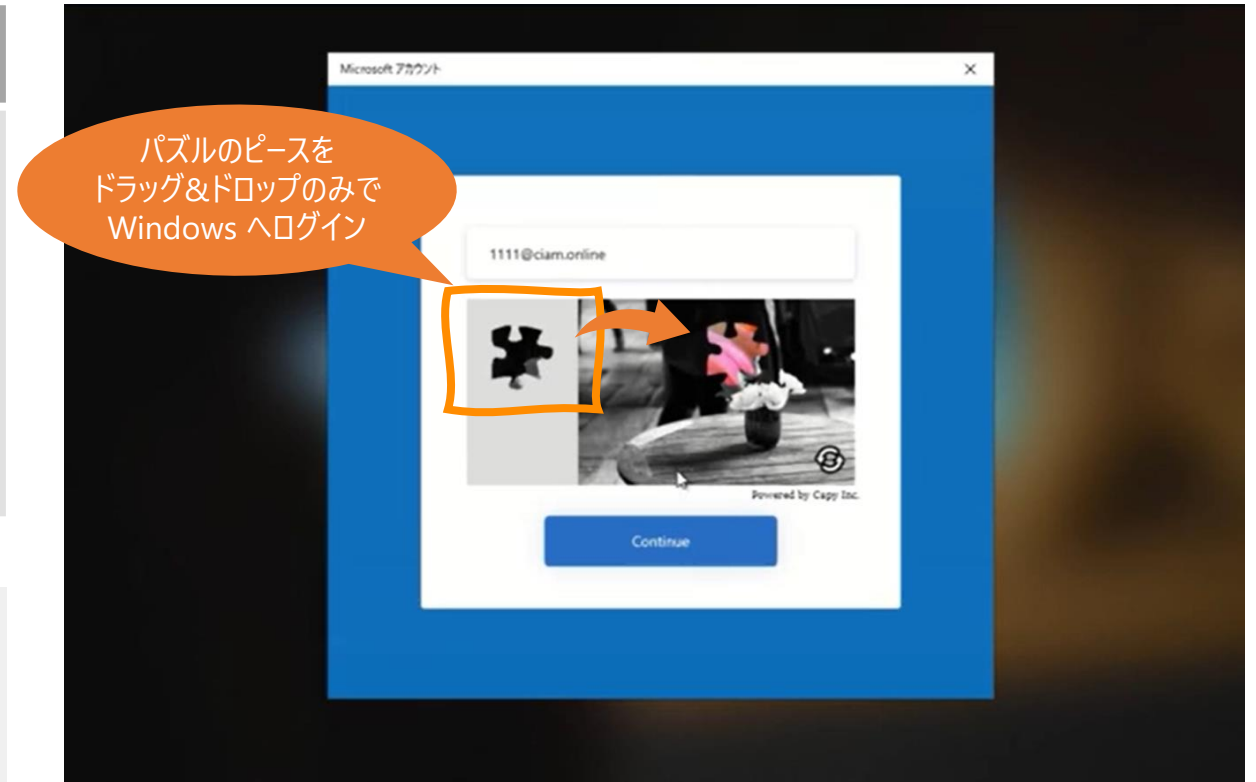 Microsoft アカウント
パズルのピースを
ドラッグ&ドロップのみで
Windows へログイン
1111@ciam.online
Powered by Capy Inc.
Continue